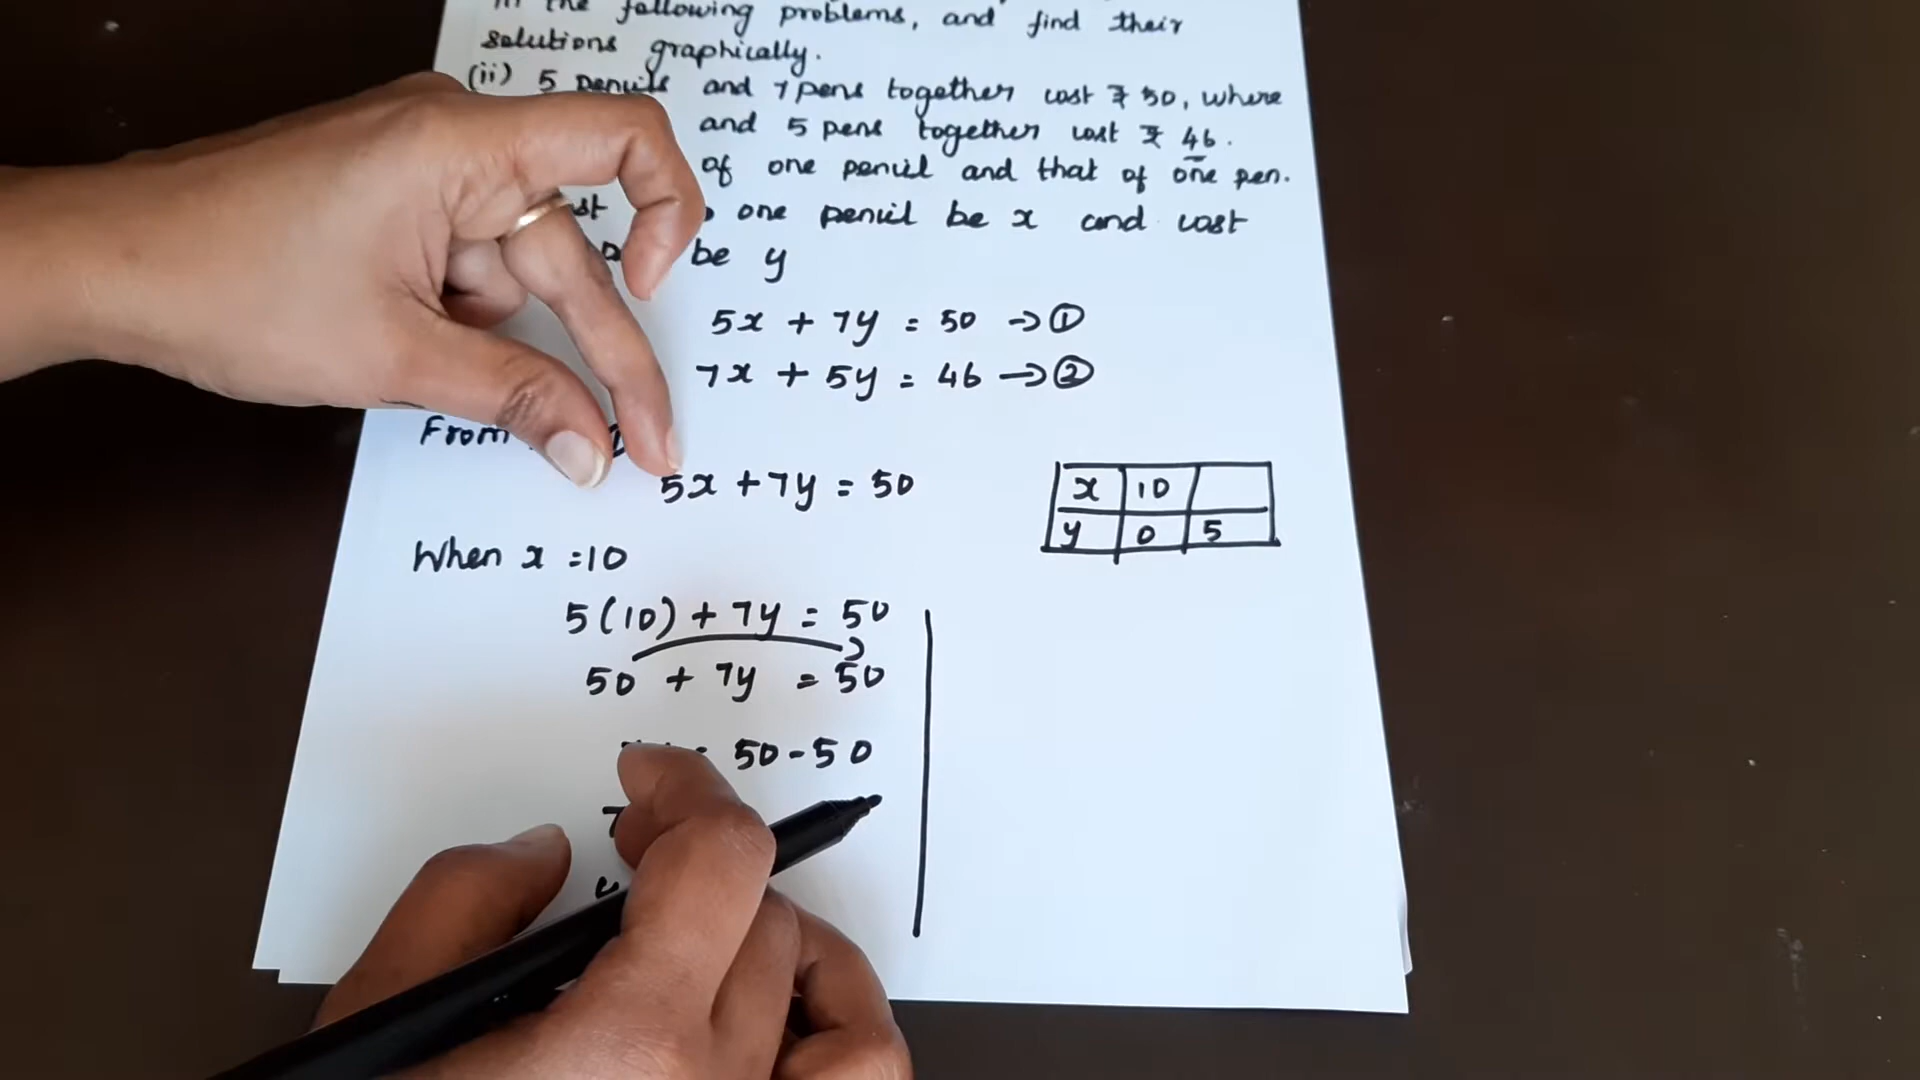 the following problems, and find their
solutions graphically.
(ii) 5 pencils and 7 pens together cost ₹ 50, where
and 5 pens together cost ₹ 46.
of one pencil and that of one pen.
one pencil be x and cost
be y
5x + 7y = 50 → ①
7x + 5y = 46 → ②
From
5x + 7y = 50
x 10
y 0 5
When x = 10
5(10) + 7y = 50
50 + 7y = 50
= 50 - 50
7